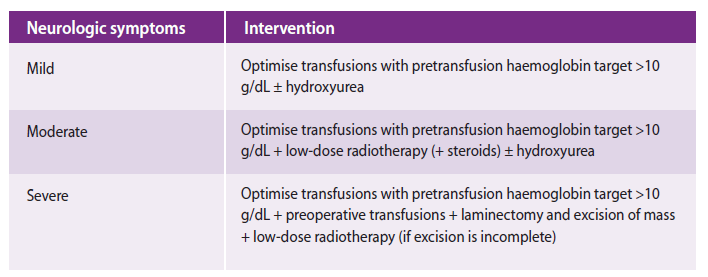 Neurologic symptoms Intervention
Mild
Optimise transfusions with pretransfusion haemoglobin target >10
g/dL ± hydroxyurea
Moderate
Optimise transfusions with pretransfusion haemoglobin target >10
g/dL + low-dose radiotherapy (+ steroids) ± hydroxyurea
Severe
Optimise transfusions with pretransfusion haemoglobin target >10
g/dL + preoperative transfusions + laminectomy and excision of mass
+ low-dose radiotherapy (if excision is incomplete)